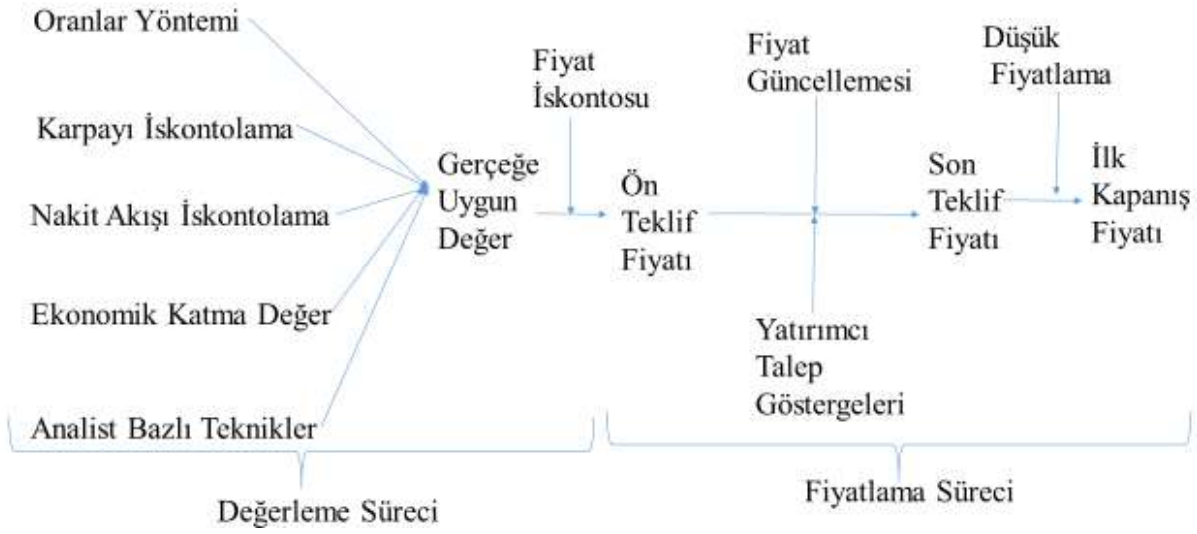 Oranlar Yöntemi
Karpayı İskontolama
Nakit Akışı İskontolama
Ekonomik Katma Değer
Analist Bazlı Teknikler
Gerçeğe
Uygun
Değer
Fiyat
İskontosu
Ön
Teklif
Fiyatı
Fiyat
Güncellemesi
Yatırımcı
Talep
Göstergeleri
Son
Teklif
Fiyatı
Düşük
Fiyatlama
İlk
Kapanış
Fiyatı
Değerleme Süreci
Fiyatlama Süreci